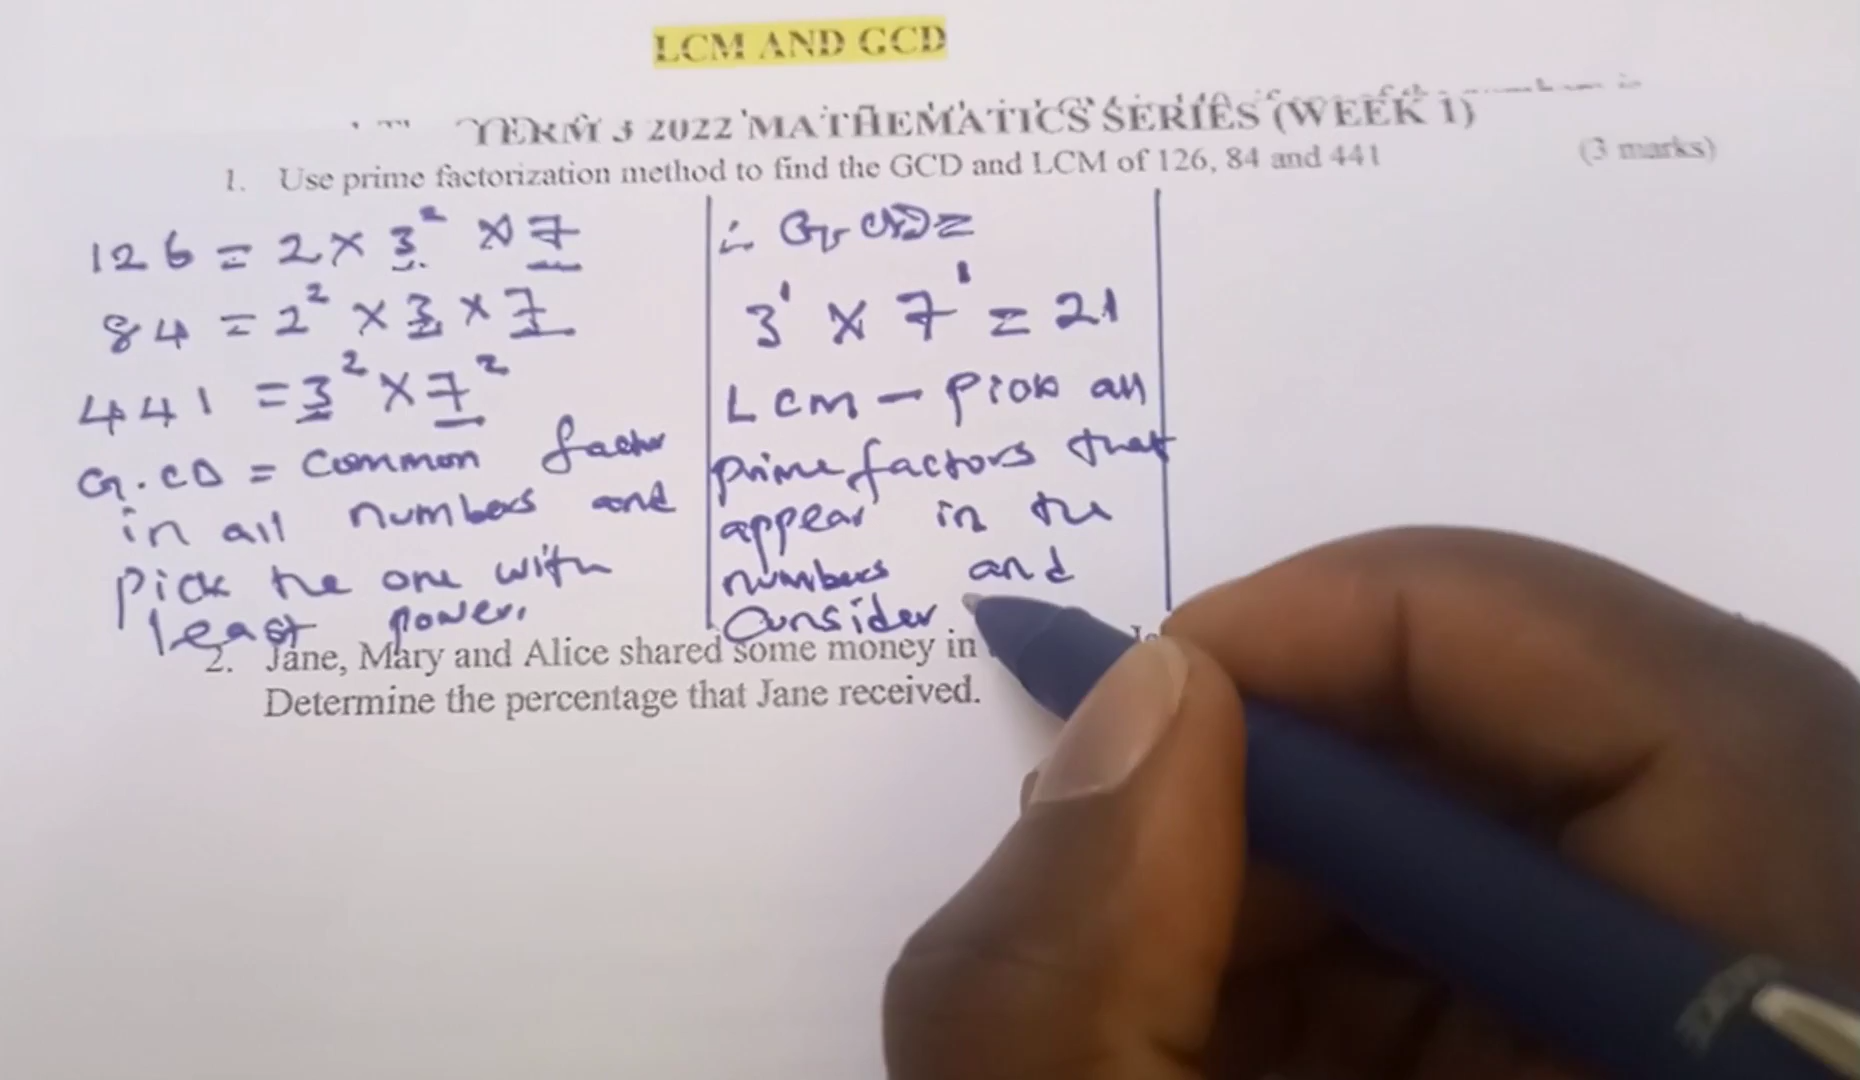 LCM AND GCD
TERM 3 2022 MATHEMATICS SERIES (WEEK 1)
1. Use prime factorization method to find the GCD and LCM of 126, 84 and 441
(3 marks)
126 = 2 × 3² × 7
84 = 2² × 3 × 7
441 = 3² × 7²
G.CD = Common factor
in all numbers and
Pick the one with
least power.
∴ GCD =
3¹ × 7¹ = 21
LCM – Pick all
prime factors that
appear in the
numbers and
Consider
2. Jane, Mary and Alice shared some money in
Determine the percentage that Jane received.